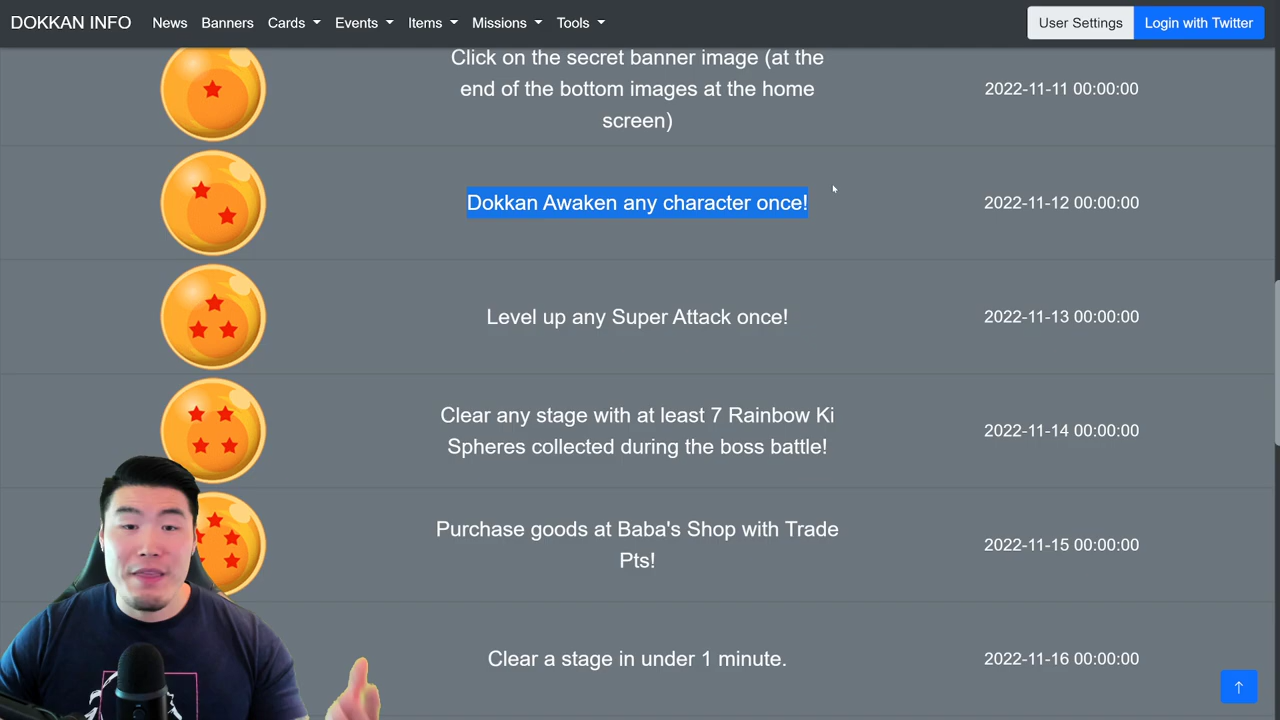 DOKKAN INFO News Banners Cards Events Items Missions Tools User Settings Login with Twitter
Click on the secret banner image (at the
end of the bottom images at the home
screen)
2022-11-11 00:00:00
Dokkan Awaken any character once!
2022-11-12 00:00:00
Level up any Super Attack once!
2022-11-13 00:00:00
Clear any stage with at least 7 Rainbow Ki
Spheres collected during the boss battle!
2022-11-14 00:00:00
Purchase goods at Baba's Shop with Trade
Pts!
2022-11-15 00:00:00
Clear a stage in under 1 minute.
2022-11-16 00:00:00